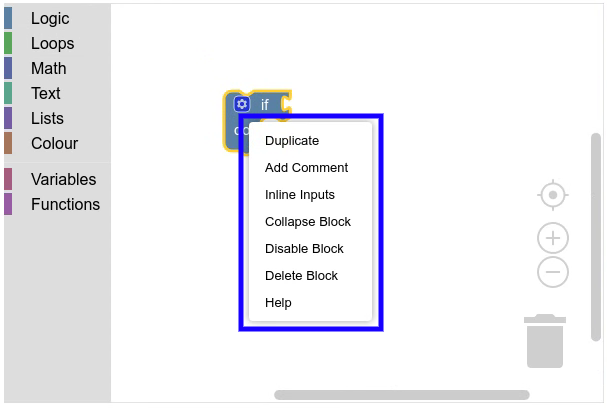 Logic
Loops
Math
Text
Lists
Colour
Variables
Functions
if
do
Duplicate
Add Comment
Inline Inputs
Collapse Block
Disable Block
Delete Block
Help